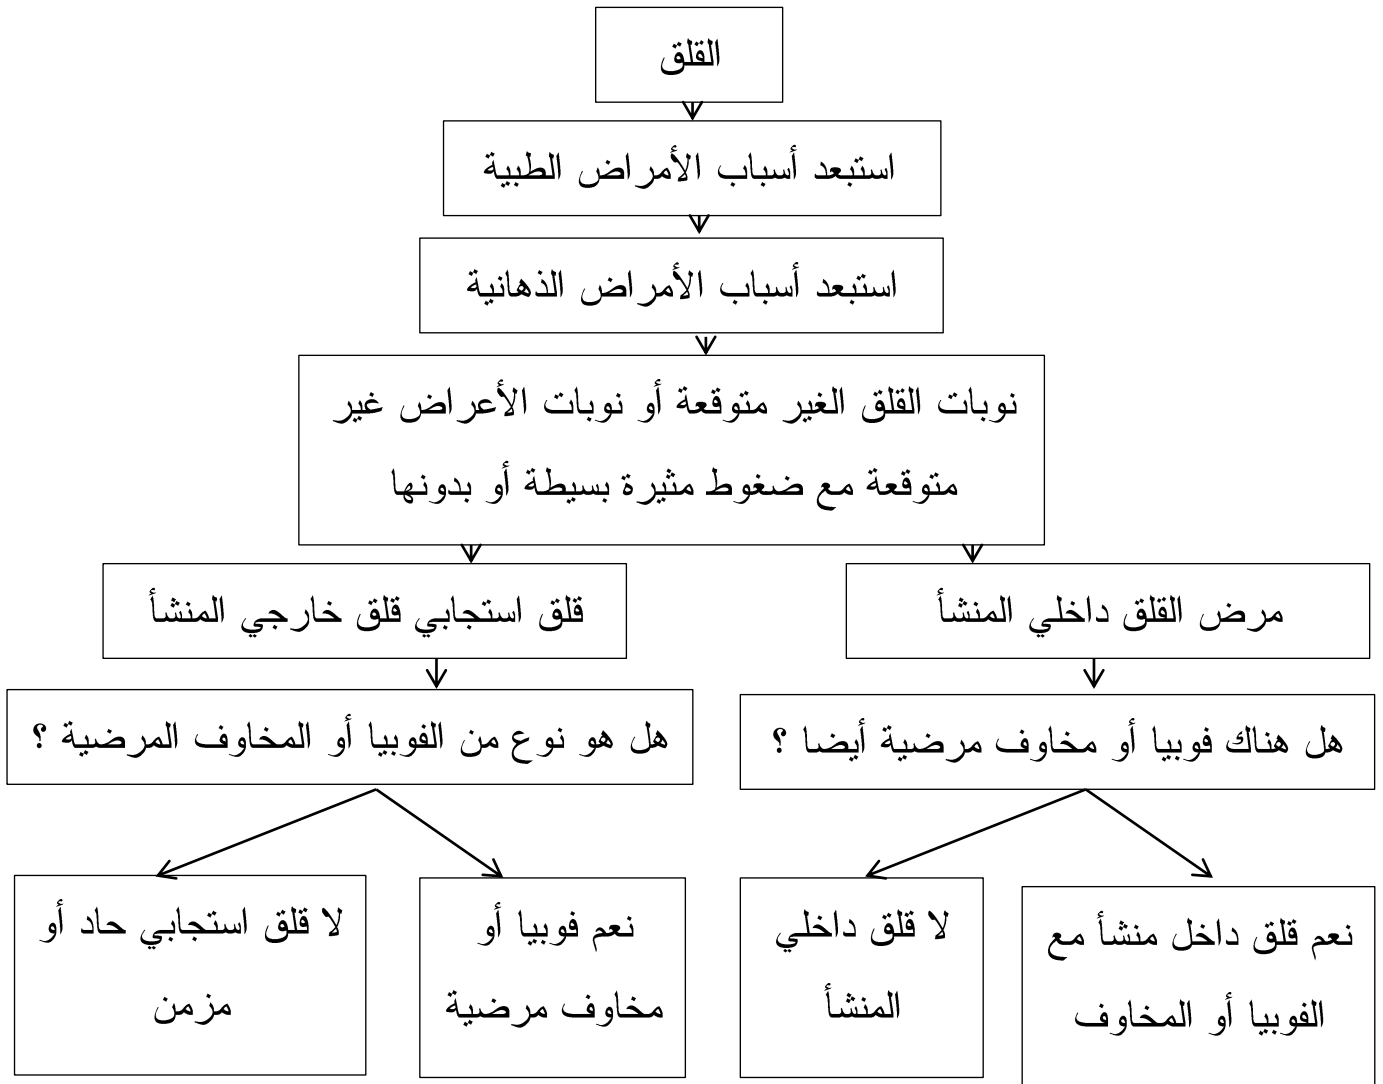 القلق
استبعد أسباب الأمراض الطبية
استبعد أسباب الأمراض الذهانية
نوبات القلق الغير متوقعة أو نوبات الأعراض غير
متوقعة مع ضغوط مثيرة بسيطة أو بدونها
مرض القلق داخلي المنشأ
قلق استجابي قلق خارجي المنشأ
هل هناك فوبيا أو مخاوف مرضية أيضا ؟
هل هو نوع من الفوبيا أو المخاوف المرضية ؟
نعم قلق داخل منشأ مع
الفوبيا أو المخاوف
لا قلق داخلي
المنشأ
نعم فوبيا أو
مخاوف مرضية
لا قلق استجابي حاد أو
مزمن